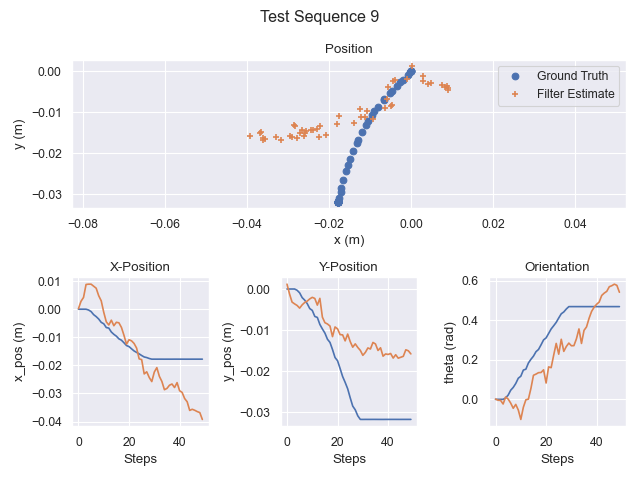 Test Sequence 9
Position
0.00
−0.01
−0.02
−0.03
y (m)
Ground Truth
Filter Estimate
−0.08
−0.06
−0.04
−0.02
0.00
0.02
0.04
x (m)
X-Position
0.01
0.00
−0.01
−0.02
−0.03
−0.04
x_pos (m)
0
20
40
Steps
Y-Position
0.00
−0.01
−0.02
−0.03
y_pos (m)
0
20
40
Steps
Orientation
0.6
0.4
0.2
0.0
theta (rad)
0
20
40
Steps